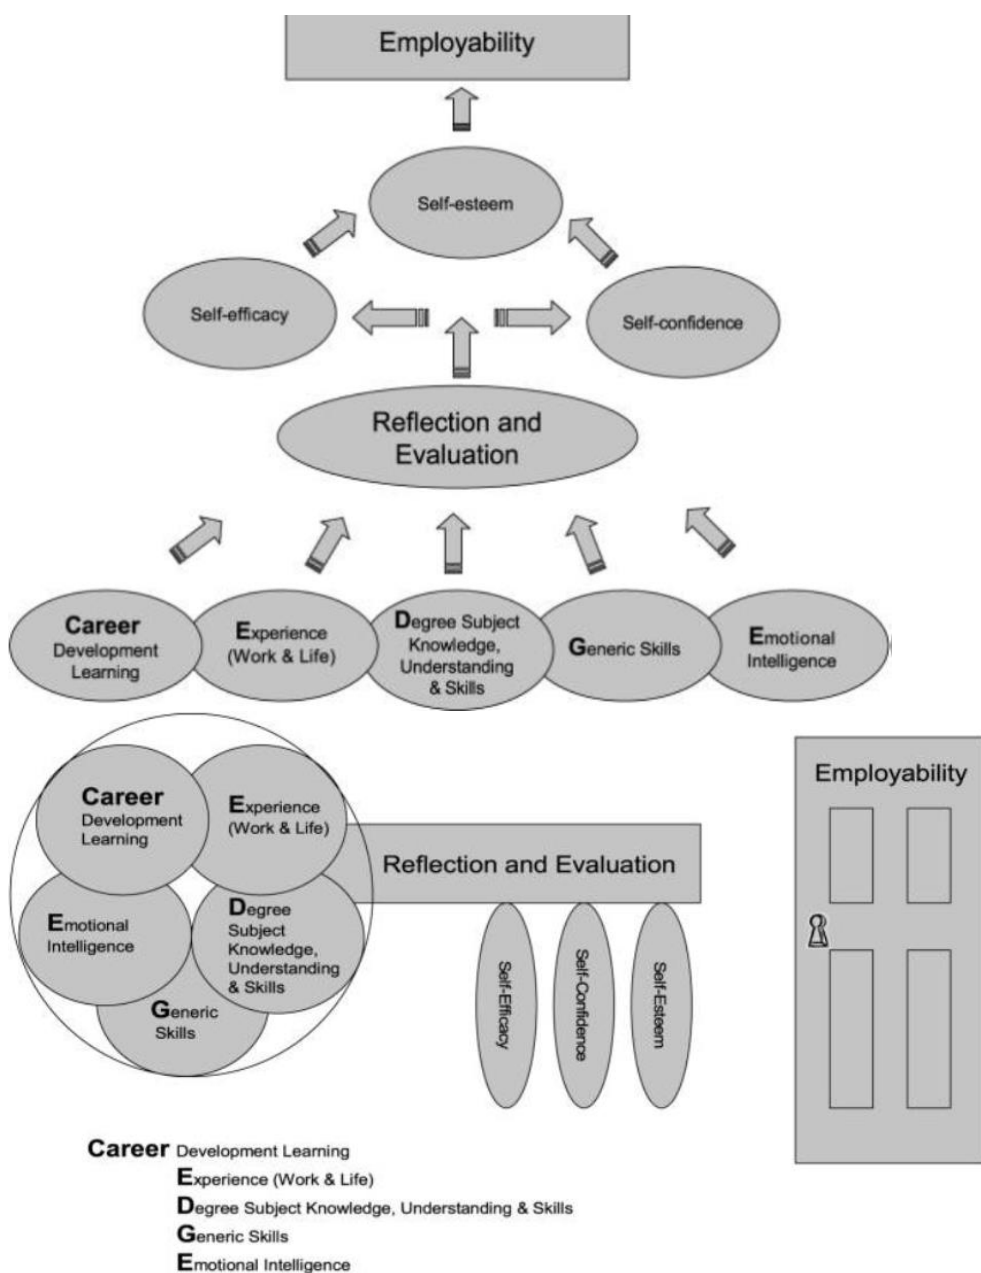 Employability
Self-esteem
Self-efficacy
Self-confidence
Reflection and
Evaluation
Career
Development
Learning
Experience
(Work & Life)
Degree Subject
Knowledge,
Understanding
& Skills
Generic Skills
Emotional
Intelligence
Career
Development
Learning
Experience
(Work & Life)
Emotional
Intelligence
Degree
Subject
Knowledge,
Understanding
& Skills
Generic
Skills
Reflection and Evaluation
Self-Efficacy
Self-Confidence
Self-Esteem
Employability
Career Development Learning
Experience (Work & Life)
Degree Subject Knowledge, Understanding & Skills
Generic Skills
Emotional Intelligence